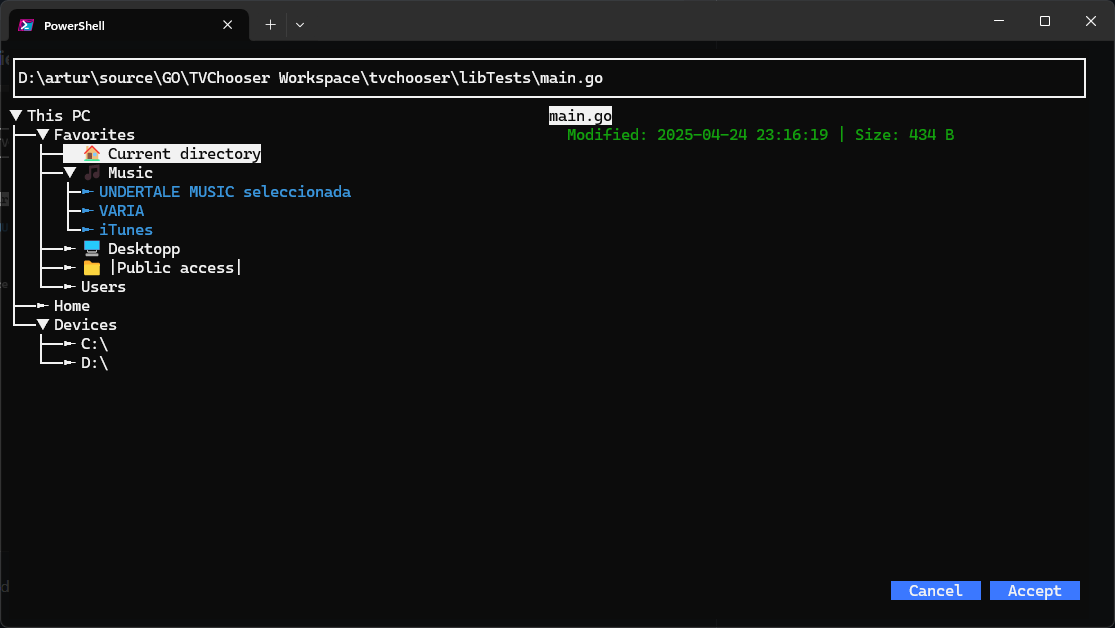 PowerShell
D:\artur\source\GO\TVChooser Workspace\tvchooser\libTests\main.go
This PC
Favorites
Current directory
Music
UNDERTALE MUSIC seleccionada
VARIA
iTunes
Desktopp
|Public access|
Users
Home
Devices
C:\
D:\
main.go
Modified: 2025-04-24 23:16:19 | Size: 434 B
Cancel
Accept